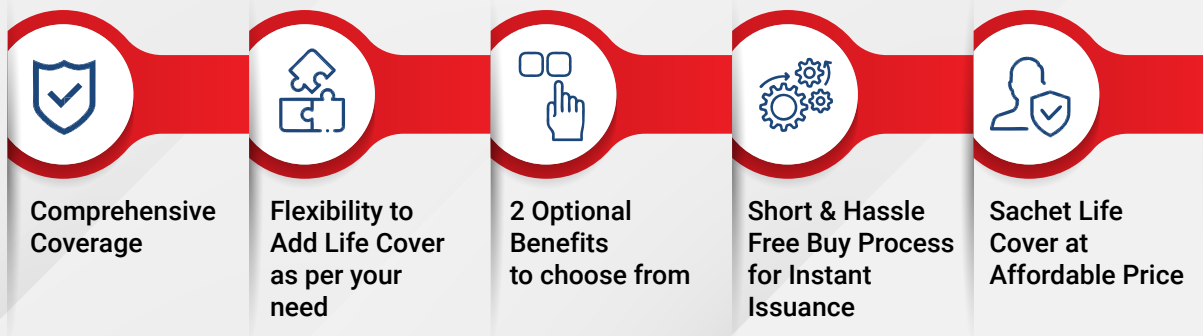 Comprehensive
Coverage
Flexibility to
Add Life Cover
as per your
need
2 Optional
Benefits
to choose from
Short & Hassle
Free Buy Process
for Instant
Issuance
Sachet Life
Cover at
Affordable Price